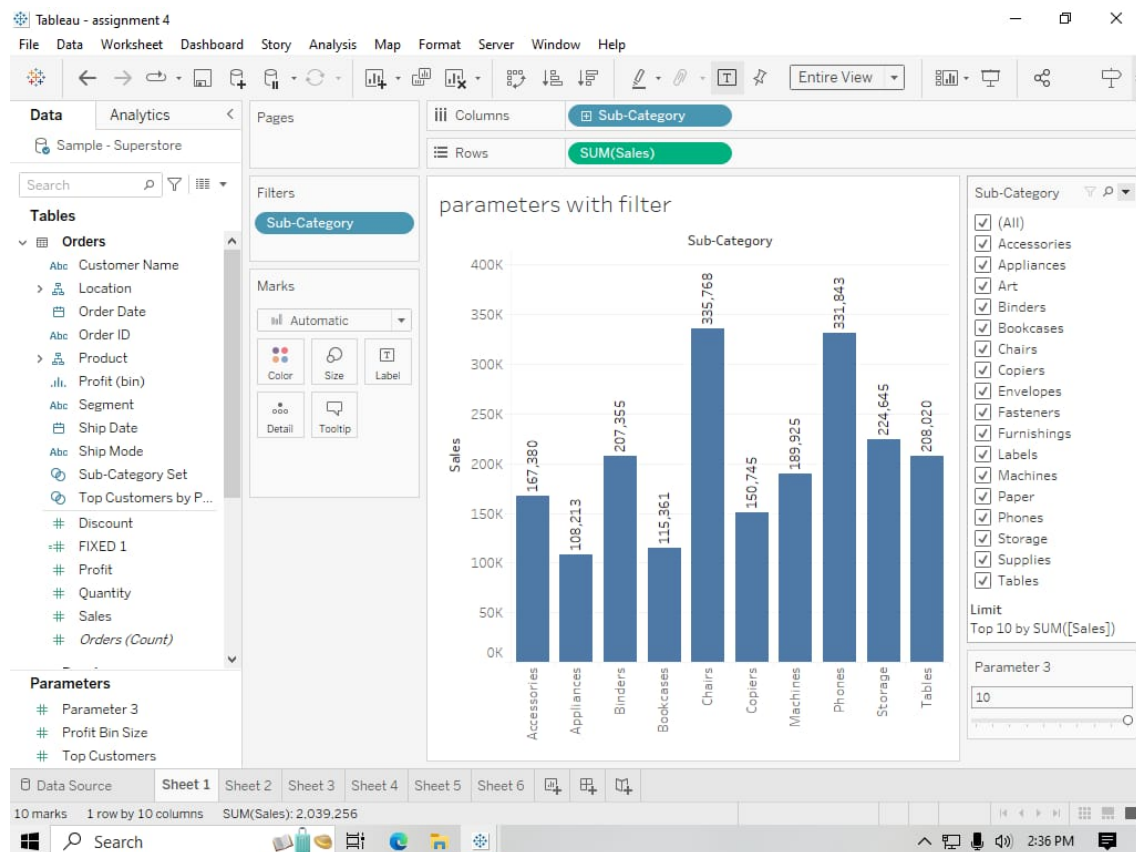 Tableau - assignment 4
File Data Worksheet Dashboard Story Analysis Map Format Server Window Help
Entire View
Data Analytics
Sample - Superstore
Search
Tables
Orders
Abc Customer Name
Location
Order Date
Abc Order ID
Product
Profit (bin)
Abc Segment
Ship Date
Abc Ship Mode
Sub-Category Set
Top Customers by P...
# Discount
=# FIXED 1
# Profit
# Quantity
# Sales
# Orders (Count)
Parameters
# Parameter 3
# Profit Bin Size
# Top Customers
Pages
Filters
Sub-Category
Marks
Automatic
Color Size Label
Detail Tooltip
Columns Sub-Category
Rows SUM(Sales)
parameters with filter
Sub-Category
Sales
400K
350K
300K
250K
200K
150K
100K
50K
0K
167,380
108,213
207,355
115,361
335,768
150,745
189,925
331,843
224,645
208,020
Accessories
Appliances
Binders
Bookcases
Chairs
Copiers
Machines
Phones
Storage
Tables
Sub-Category
(All)
Accessories
Appliances
Art
Binders
Bookcases
Chairs
Copiers
Envelopes
Fasteners
Furnishings
Labels
Machines
Paper
Phones
Storage
Supplies
Tables
Limit
Top 10 by SUM([Sales])
Parameter 3
10
Data Source Sheet 1 Sheet 2 Sheet 3 Sheet 4 Sheet 5 Sheet 6
10 marks 1 row by 10 columns SUM(Sales): 2,039,256
Search
2:36 PM